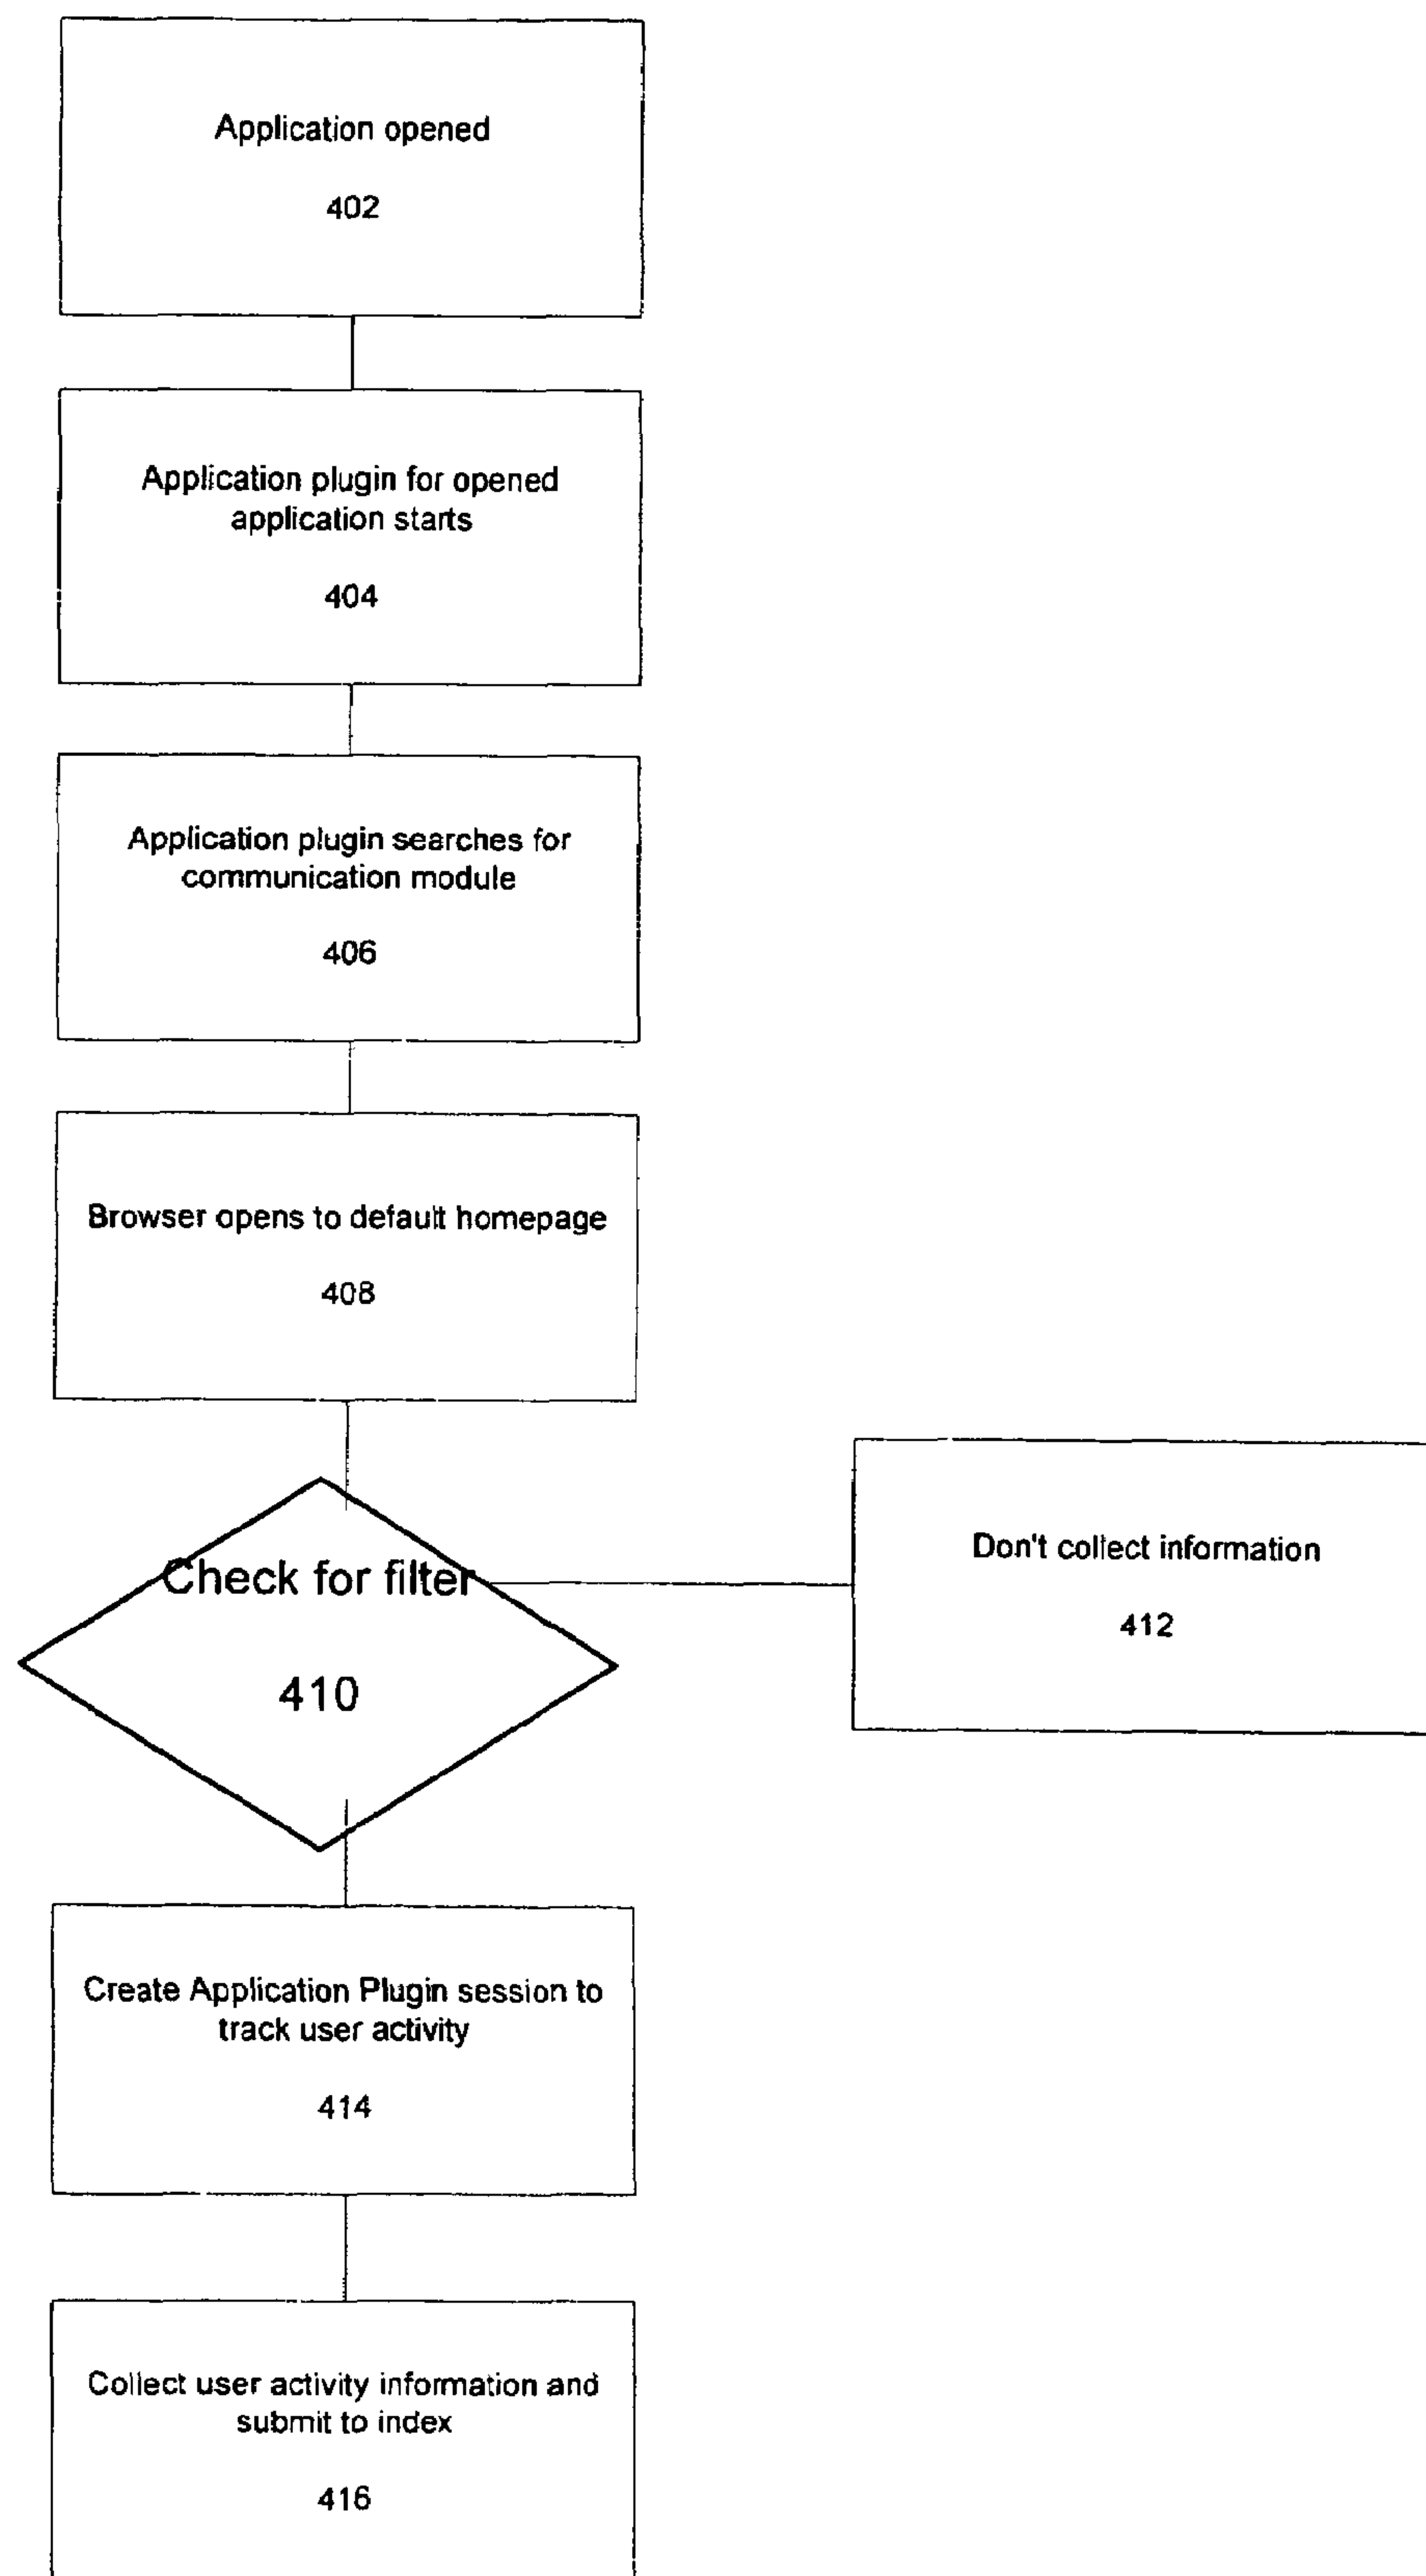 Application opened
402
Application plugin for opened
application starts
404
Application plugin searches for
communication module
406
Browser opens to default homepage
408
Check for filter
410
Don't collect information
412
Create Application Plugin session to
track user activity
414
Collect user activity information and
submit to index
416